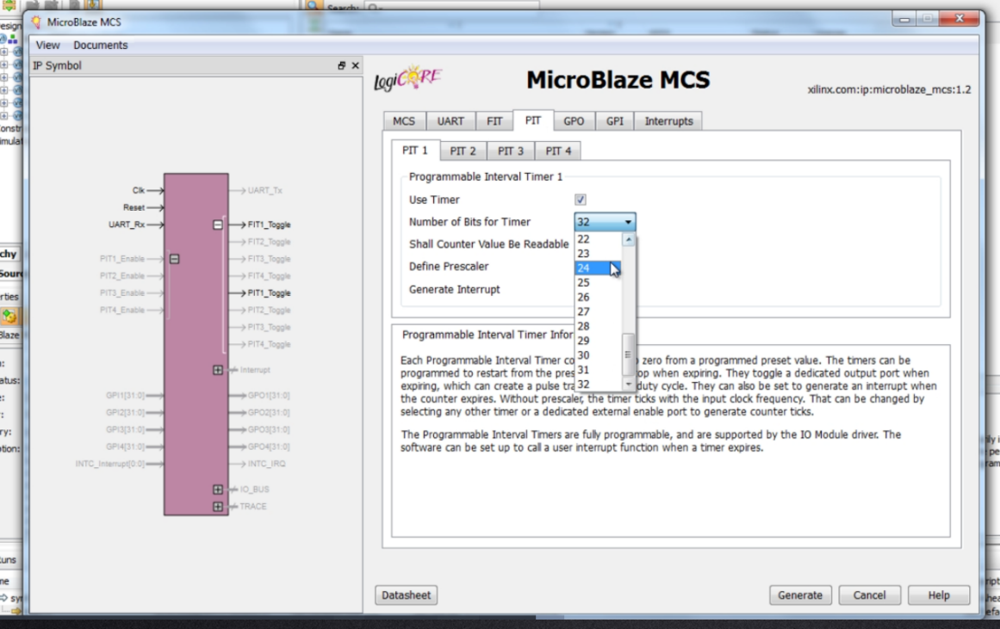 Search:
MicroBlaze MCS
View Documents
IP Symbol
Clk
Reset
UART_Rx
PIT1_Enable
PIT2_Enable
PIT3_Enable
PIT4_Enable
GPI1[31:0]
GPI2[31:0]
GPI3[31:0]
GPI4[31:0]
INTC_Interrupt[0:0]
UART_Tx
FIT1_Toggle
FIT2_Toggle
FIT3_Toggle
FIT4_Toggle
PIT1_Toggle
PIT2_Toggle
PIT3_Toggle
PIT4_Toggle
Interrupt
GPO1[31:0]
GPO2[31:0]
GPO3[31:0]
GPO4[31:0]
INTC_IRQ
IO_BUS
TRACE
LogiCORE
MicroBlaze MCS
xilinx.com:ip:microblaze_mcs:1.2
MCS UART FIT PIT GPO GPI Interrupts
PIT 1 PIT 2 PIT 3 PIT 4
Programmable Interval Timer 1
Use Timer
Number of Bits for Timer 32
Shall Counter Value Be Readable
Define Prescaler
Generate Interrupt
22
23
24
25
26
27
28
29
30
31
32
Programmable Interval Timer Infor
Each Programmable Interval Timer co zero from a programmed preset value. The timers can be
programmed to restart from the pres op when expiring. They toggle a dedicated output port when
expiring, which can create a pulse tra duty cycle. They can also be set to generate an interrupt when
the counter expires. Without prescaler, the timer ticks with the input clock frequency. That can be changed by
selecting any other timer or a dedicated external enable port to generate counter ticks.
The Programmable Interval Timers are fully programmable, and are supported by the IO Module driver. The
software can be set up to call a user interrupt function when a timer expires.
Datasheet Generate Cancel Help